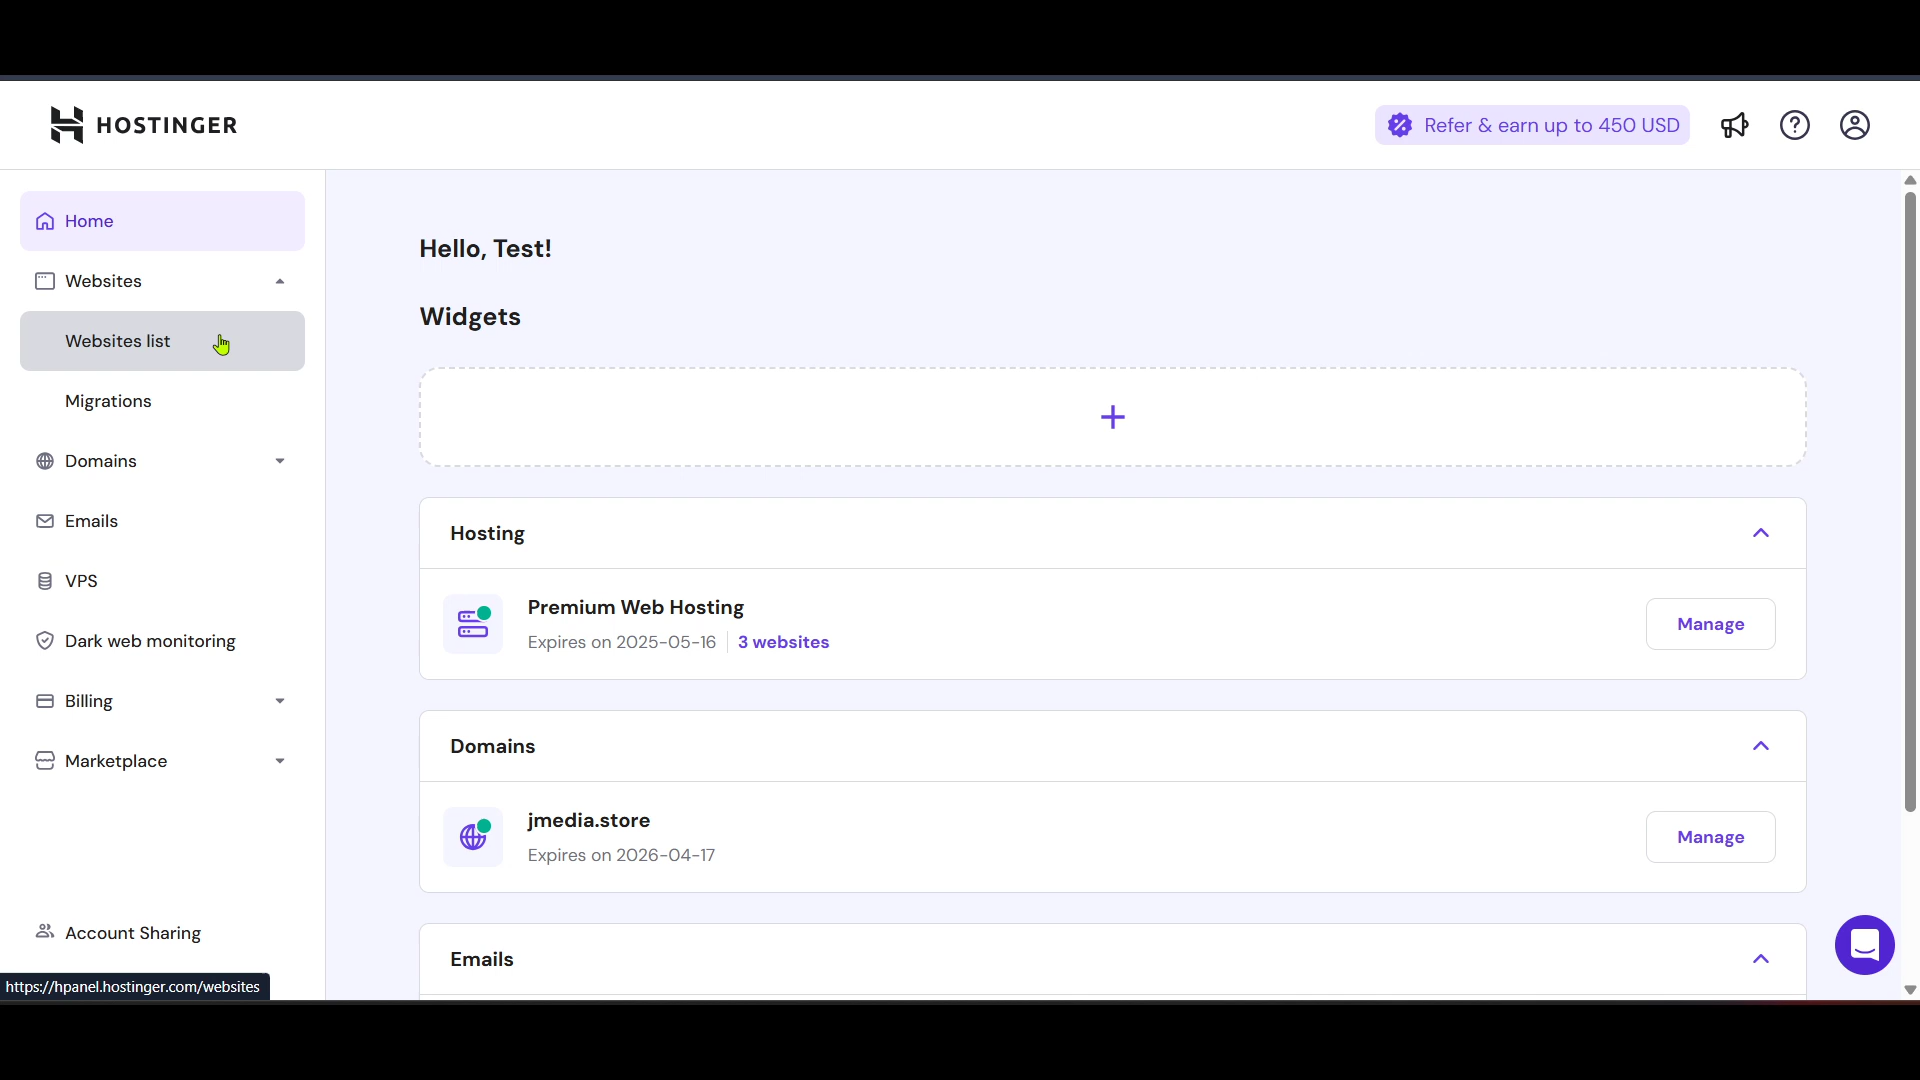 HOSTINGER
Refer & earn up to 450 USD
Home
Websites
Websites list
Migrations
Domains
Emails
VPS
Dark web monitoring
Billing
Marketplace
Account Sharing
https://hpanel.hostinger.com/websites
Hello, Test!
Widgets
Hosting
Premium Web Hosting
Expires on 2025-05-16 3 websites
Manage
Domains
jmedia.store
Expires on 2026-04-17
Manage
Emails